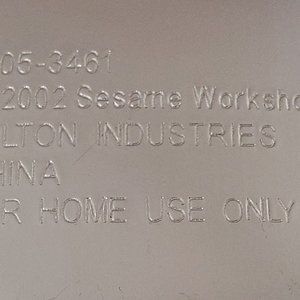 05-3461
2002 Sesame Worksho
LTON INDUSTRIES
HINA
R HOME USE ONLY